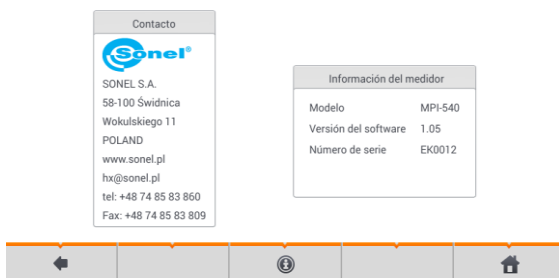 Contacto
Sonel®
SONEL S.A.
58-100 Świdnica
Wokulskiego 11
POLAND
www.sonel.pl
hx@sonel.pl
tel: +48 74 85 83 860
Fax: +48 74 85 83 809
Información del medidor
Modelo MPI-540
Versión del software 1.05
Número de serie EK0012